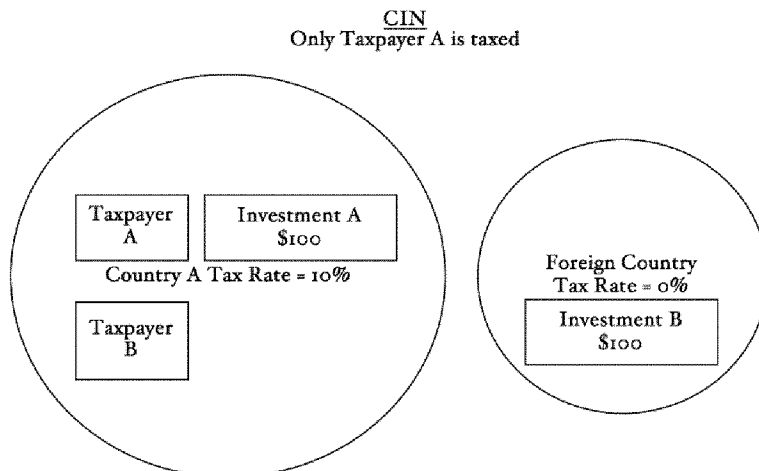 CIN
Only Taxpayer A is taxed
Taxpayer
A
Investment A
$100
Country A Tax Rate = 10%
Taxpayer
B
Foreign Country
Tax Rate = 0%
Investment B
$100